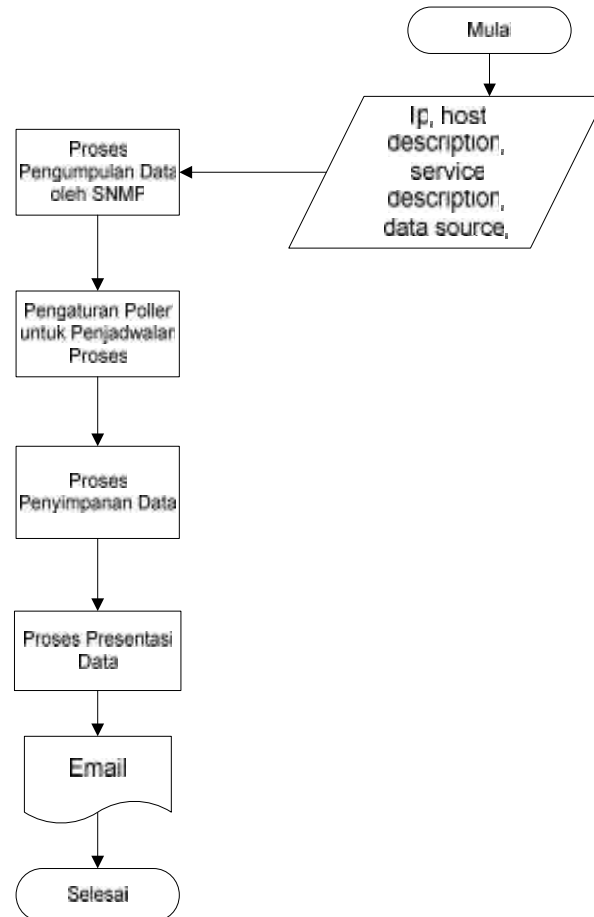 Mulai
Ip, host
description,
service
description,
data source,
Proses
Pengumpulan Data
oleh SNMP
Pengaturan Poller
untuk Penjadwalan
Proses
Proses
Penyimpanan Data
Proses Presentasi
Data
Email
Selesai